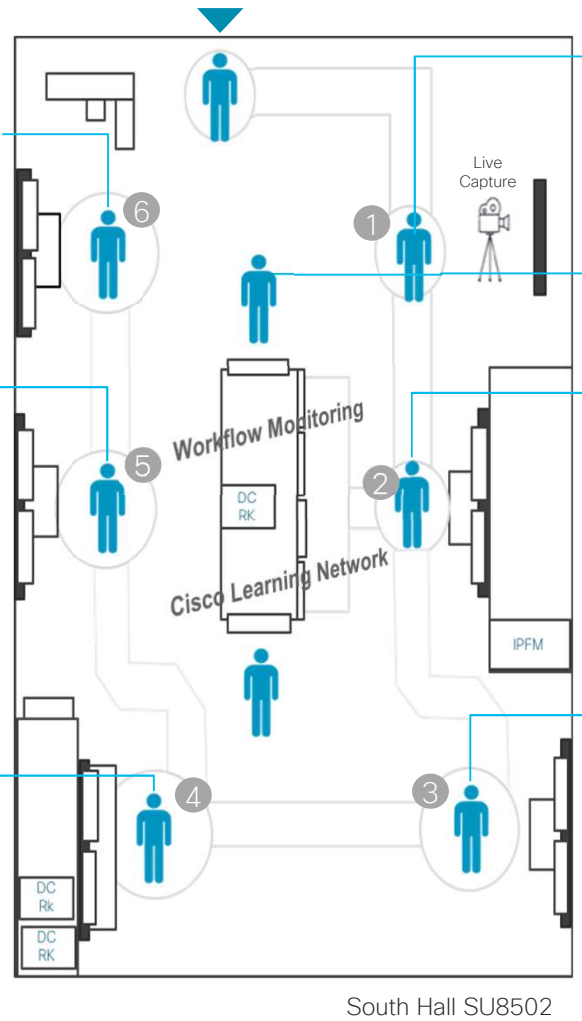 Live
Capture
6
1
Workflow Monitoring
5
2
DC
RK
Cisco Learning Network
IPFM
4
3
DC
Rk
DC
RK
South Hall SU8502